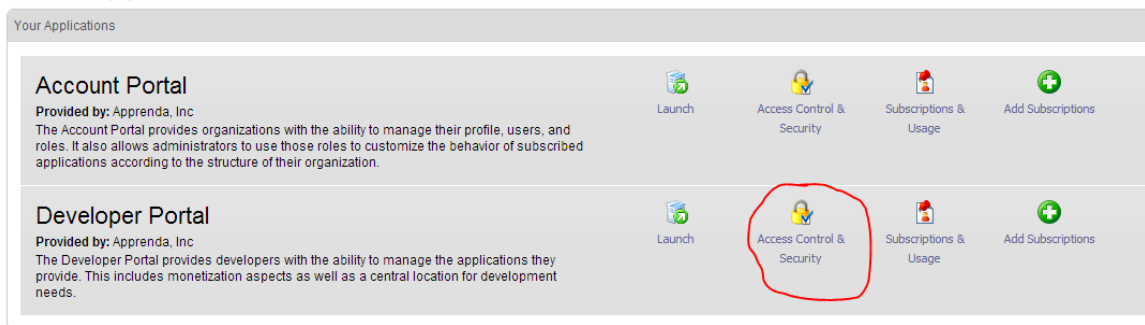 Your Applications
Account Portal
Provided by: Apprenda, Inc
The Account Portal provides organizations with the ability to manage their profile, users, and
roles. It also allows administrators to use those roles to customize the behavior of subscribed
applications according to the structure of their organization.
Launch
Access Control &
Security
Subscriptions &
Usage
Add Subscriptions
Developer Portal
Provided by: Apprenda, Inc
The Developer Portal provides developers with the ability to manage the applications they
provide. This includes monetization aspects as well as a central location for development
needs.
Launch
Access Control &
Security
Subscriptions &
Usage
Add Subscriptions